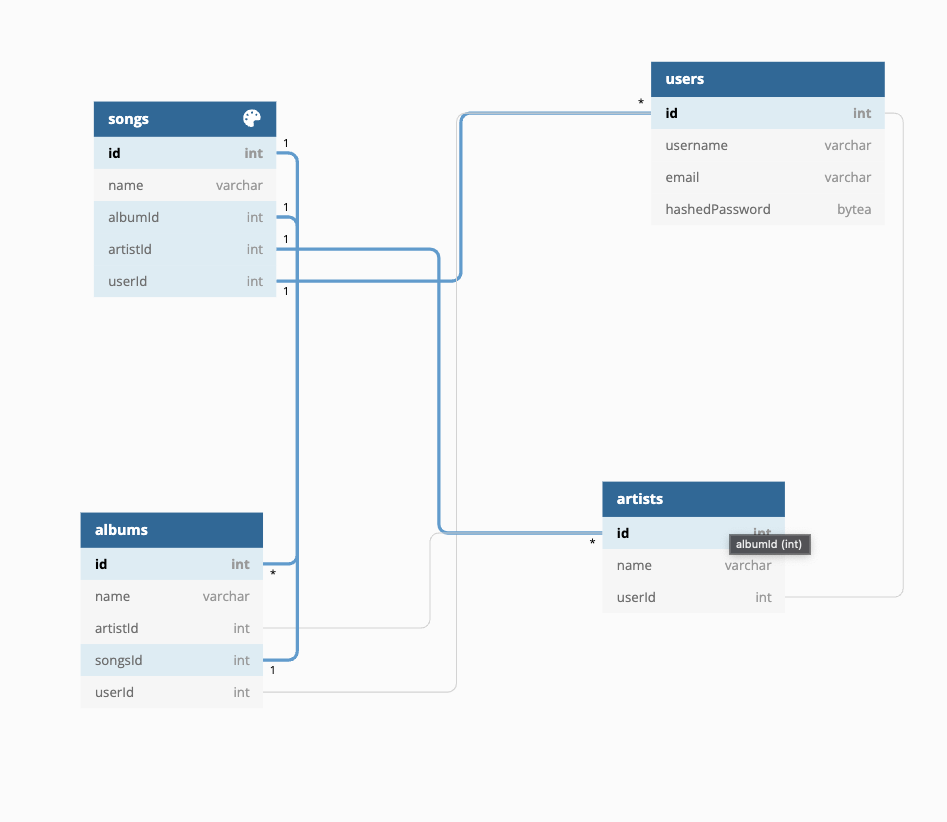 songs
id int
name varchar
albumId int
artistId int
userId int
1
1
1
1
users
*
id int
username varchar
email varchar
hashedPassword bytea
albums
id int
*
name varchar
artistId int
songsId int
1
userId int
artists
id int
*
albumId (int)
name varchar
userId int